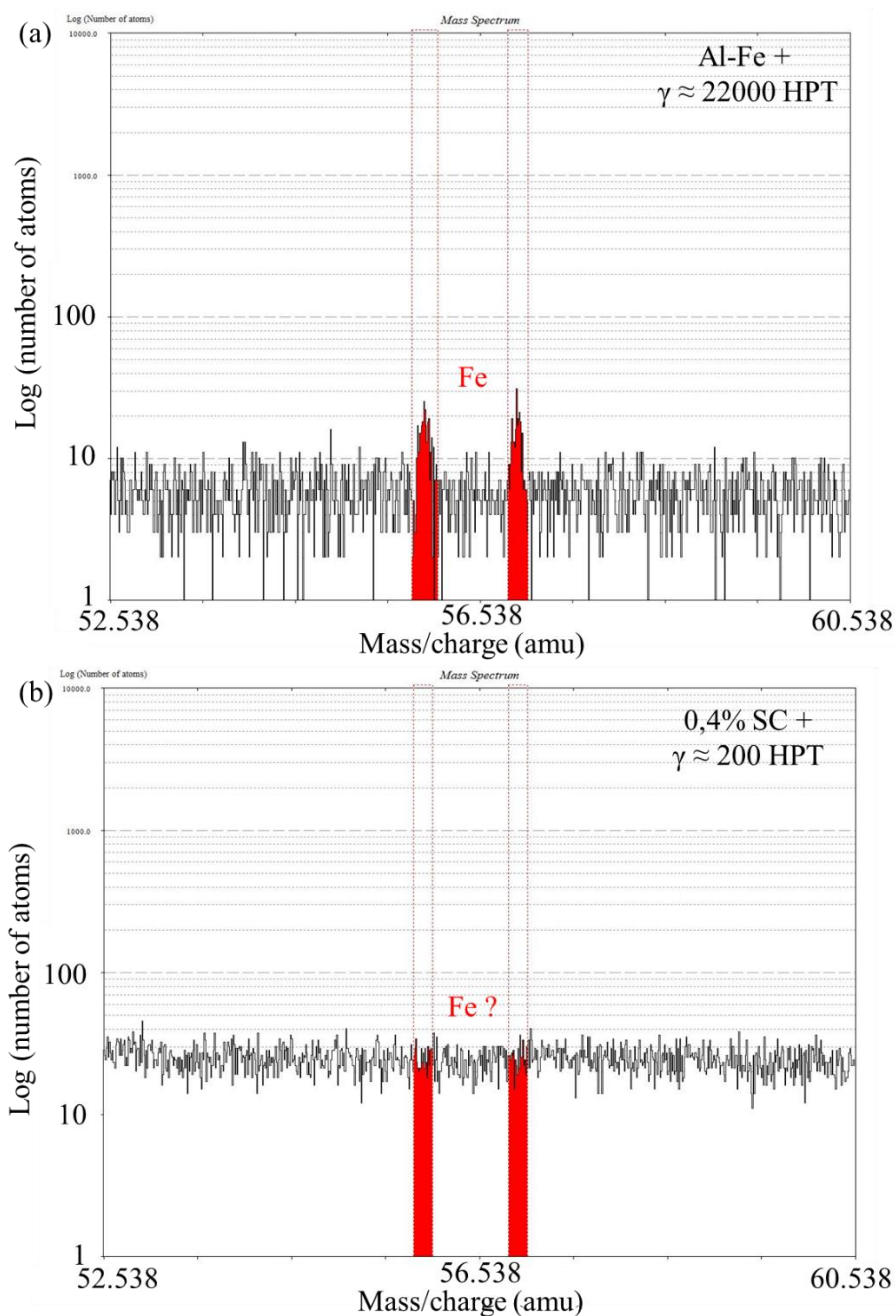 (a)
Log (Number of atoms)
Mass Spectrum
10000.0
Al-Fe +
γ ≈ 22000 HPT
1000.0
Log (number of atoms)
100
Fe
10
1
52.538
56.538
60.538
Mass/charge (amu)
(b)
Log (Number of atoms)
Mass Spectrum
10000.0
0,4% SC +
γ ≈ 200 HPT
1000.0
Log (number of atoms)
100
Fe ?
10
1
52.538
56.538
60.538
Mass/charge (amu)